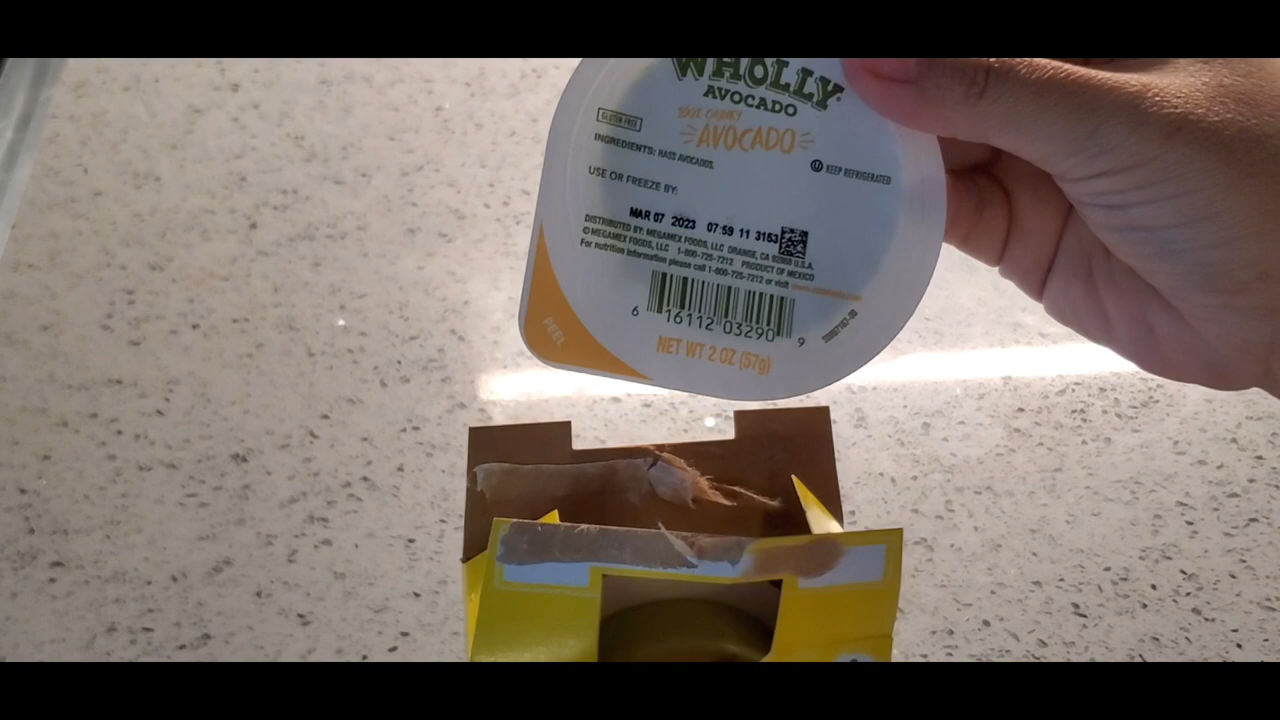 WHOLLY
AVOCADO
100% CHUNKY
AVOCADO
GLUTEN FREE
INGREDIENTS: HASS AVOCADOS.
U KEEP REFRIGERATED
USE OR FREEZE BY:
MAR 07 2023 07:59 11 3153
DISTRIBUTED BY: MEGAMEX FOODS, LLC ORANGE, CA 92868 U.S.A.
© MEGAMEX FOODS, LLC 1-800-725-7212 PRODUCT OF MEXICO
For nutrition information please call 1-800-725-7212 or visit
6 16112 03290 9
PEEL
NET WT 2 OZ (57g)